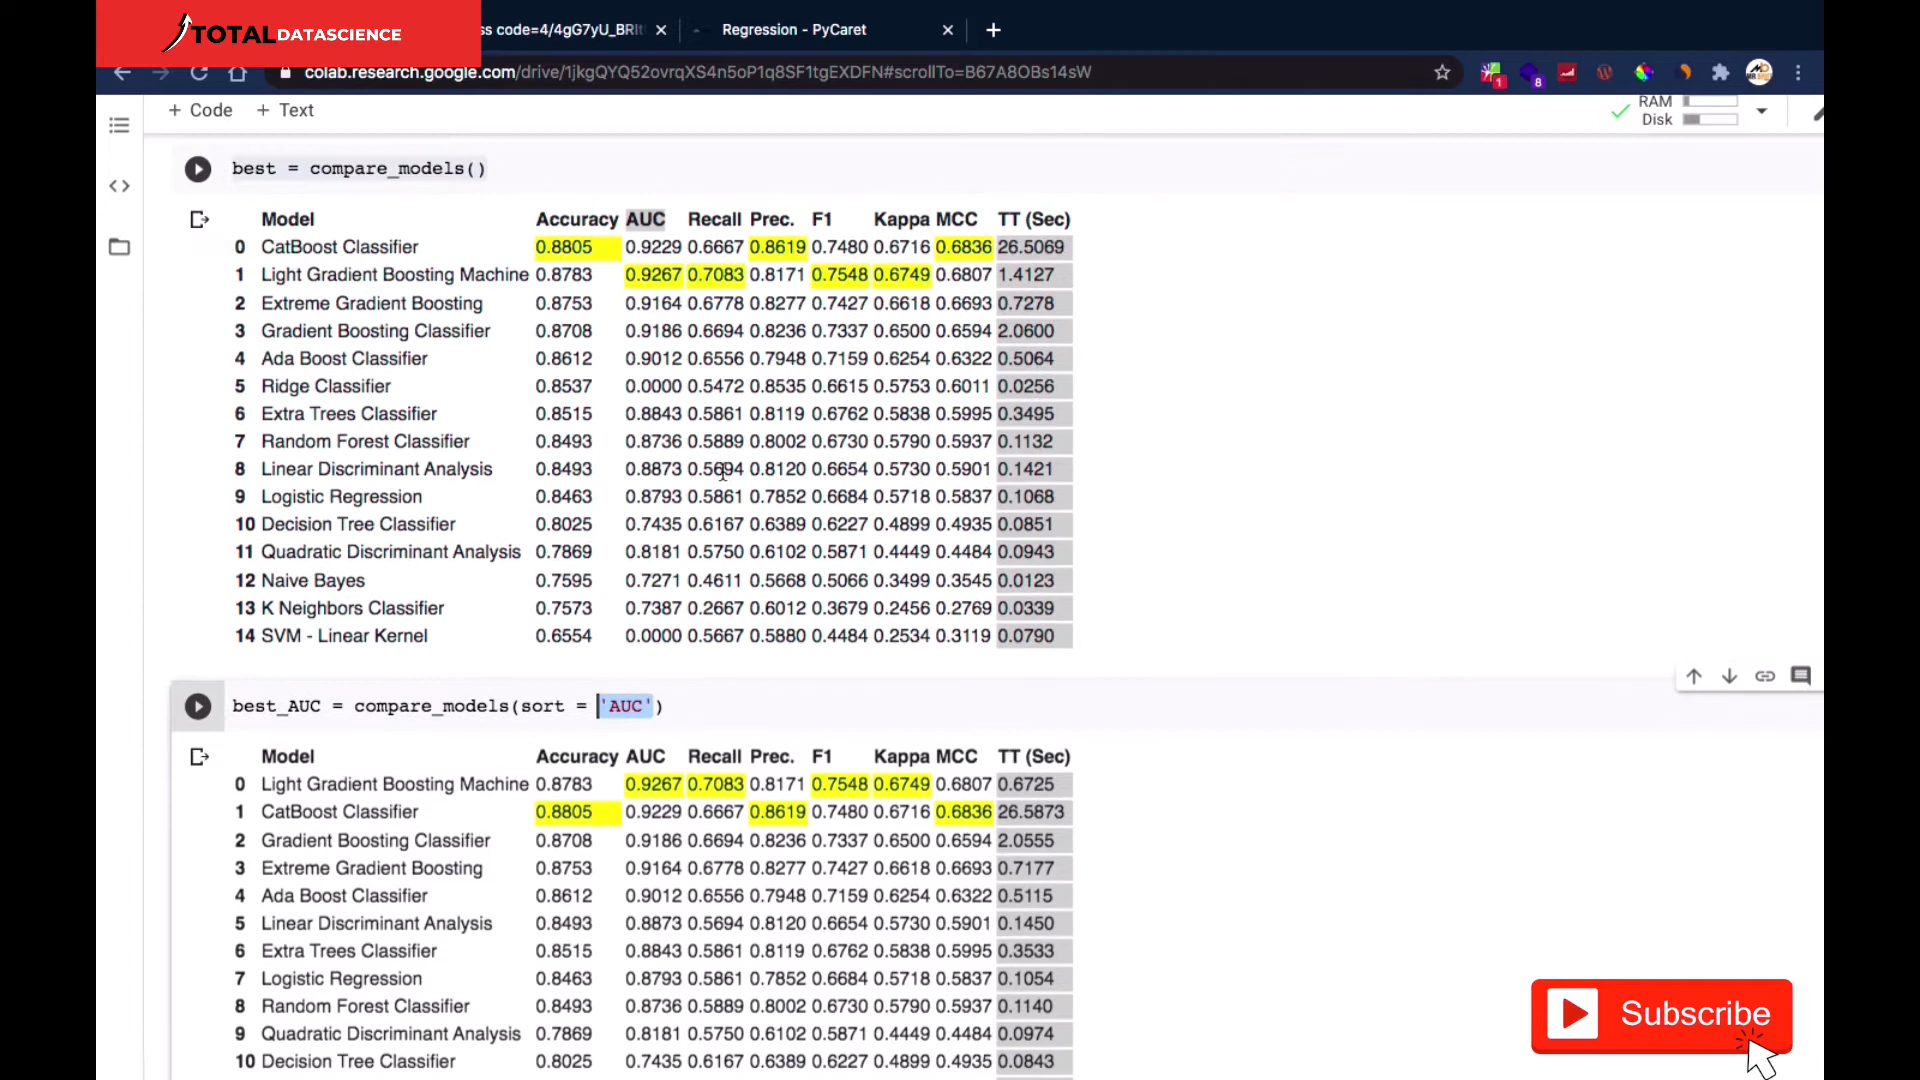 TOTAL DATASCIENCE
ss code=4/4gG7yU_BRIt
Regression - PyCaret
colab.research.google.com/drive/1jkgQYQ52ovrqXS4n5oP1q8SF1tgEXDFN#scrollTo=B67A8OBs14sW
1
8
+ Code + Text
RAM
Disk
best = compare_models()
Model Accuracy AUC Recall Prec. F1 Kappa MCC TT (Sec)
0 CatBoost Classifier 0.8805 0.9229 0.6667 0.8619 0.7480 0.6716 0.6836 26.5069
1 Light Gradient Boosting Machine 0.8783 0.9267 0.7083 0.8171 0.7548 0.6749 0.6807 1.4127
2 Extreme Gradient Boosting 0.8753 0.9164 0.6778 0.8277 0.7427 0.6618 0.6693 0.7278
3 Gradient Boosting Classifier 0.8708 0.9186 0.6694 0.8236 0.7337 0.6500 0.6594 2.0600
4 Ada Boost Classifier 0.8612 0.9012 0.6556 0.7948 0.7159 0.6254 0.6322 0.5064
5 Ridge Classifier 0.8537 0.0000 0.5472 0.8535 0.6615 0.5753 0.6011 0.0256
6 Extra Trees Classifier 0.8515 0.8843 0.5861 0.8119 0.6762 0.5838 0.5995 0.3495
7 Random Forest Classifier 0.8493 0.8736 0.5889 0.8002 0.6730 0.5790 0.5937 0.1132
8 Linear Discriminant Analysis 0.8493 0.8873 0.5694 0.8120 0.6654 0.5730 0.5901 0.1421
9 Logistic Regression 0.8463 0.8793 0.5861 0.7852 0.6684 0.5718 0.5837 0.1068
10 Decision Tree Classifier 0.8025 0.7435 0.6167 0.6389 0.6227 0.4899 0.4935 0.0851
11 Quadratic Discriminant Analysis 0.7869 0.8181 0.5750 0.6102 0.5871 0.4449 0.4484 0.0943
12 Naive Bayes 0.7595 0.7271 0.4611 0.5668 0.5066 0.3499 0.3545 0.0123
13 K Neighbors Classifier 0.7573 0.7387 0.2667 0.6012 0.3679 0.2456 0.2769 0.0339
14 SVM - Linear Kernel 0.6554 0.0000 0.5667 0.5880 0.4484 0.2534 0.3119 0.0790
best_AUC = compare_models(sort = 'AUC')
Model Accuracy AUC Recall Prec. F1 Kappa MCC TT (Sec)
0 Light Gradient Boosting Machine 0.8783 0.9267 0.7083 0.8171 0.7548 0.6749 0.6807 0.6725
1 CatBoost Classifier 0.8805 0.9229 0.6667 0.8619 0.7480 0.6716 0.6836 26.5873
2 Gradient Boosting Classifier 0.8708 0.9186 0.6694 0.8236 0.7337 0.6500 0.6594 2.0555
3 Extreme Gradient Boosting 0.8753 0.9164 0.6778 0.8277 0.7427 0.6618 0.6693 0.7177
4 Ada Boost Classifier 0.8612 0.9012 0.6556 0.7948 0.7159 0.6254 0.6322 0.5115
5 Linear Discriminant Analysis 0.8493 0.8873 0.5694 0.8120 0.6654 0.5730 0.5901 0.1450
6 Extra Trees Classifier 0.8515 0.8843 0.5861 0.8119 0.6762 0.5838 0.5995 0.3533
7 Logistic Regression 0.8463 0.8793 0.5861 0.7852 0.6684 0.5718 0.5837 0.1054
8 Random Forest Classifier 0.8493 0.8736 0.5889 0.8002 0.6730 0.5790 0.5937 0.1140
9 Quadratic Discriminant Analysis 0.7869 0.8181 0.5750 0.6102 0.5871 0.4449 0.4484 0.0974
10 Decision Tree Classifier 0.8025 0.7435 0.6167 0.6389 0.6227 0.4899 0.4935 0.0843
Subscribe